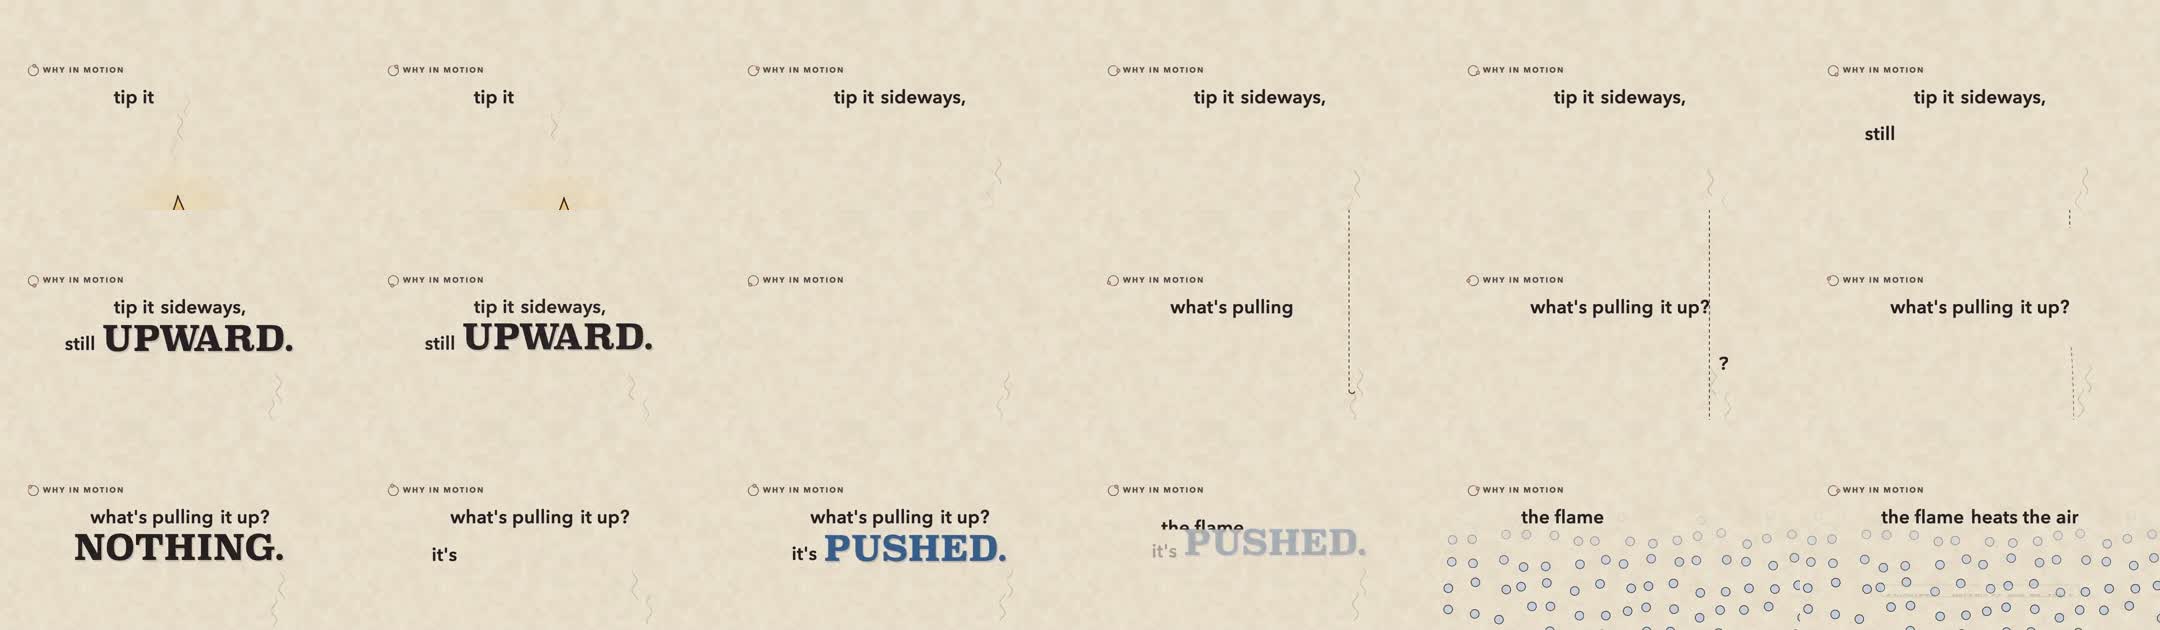 WHY IN MOTION
tip it
WHY IN MOTION
tip it
WHY IN MOTION
tip it sideways,
WHY IN MOTION
tip it sideways,
WHY IN MOTION
tip it sideways,
WHY IN MOTION
tip it sideways,
still
WHY IN MOTION
tip it sideways,
still UPWARD.
WHY IN MOTION
tip it sideways,
still UPWARD.
WHY IN MOTION
WHY IN MOTION
what's pulling
WHY IN MOTION
what's pulling it up?
?
WHY IN MOTION
what's pulling it up?
WHY IN MOTION
what's pulling it up?
NOTHING.
WHY IN MOTION
what's pulling it up?
it's
WHY IN MOTION
what's pulling it up?
it's PUSHED.
WHY IN MOTION
the flame
it's PUSHED.
WHY IN MOTION
the flame
WHY IN MOTION
the flame heats the air